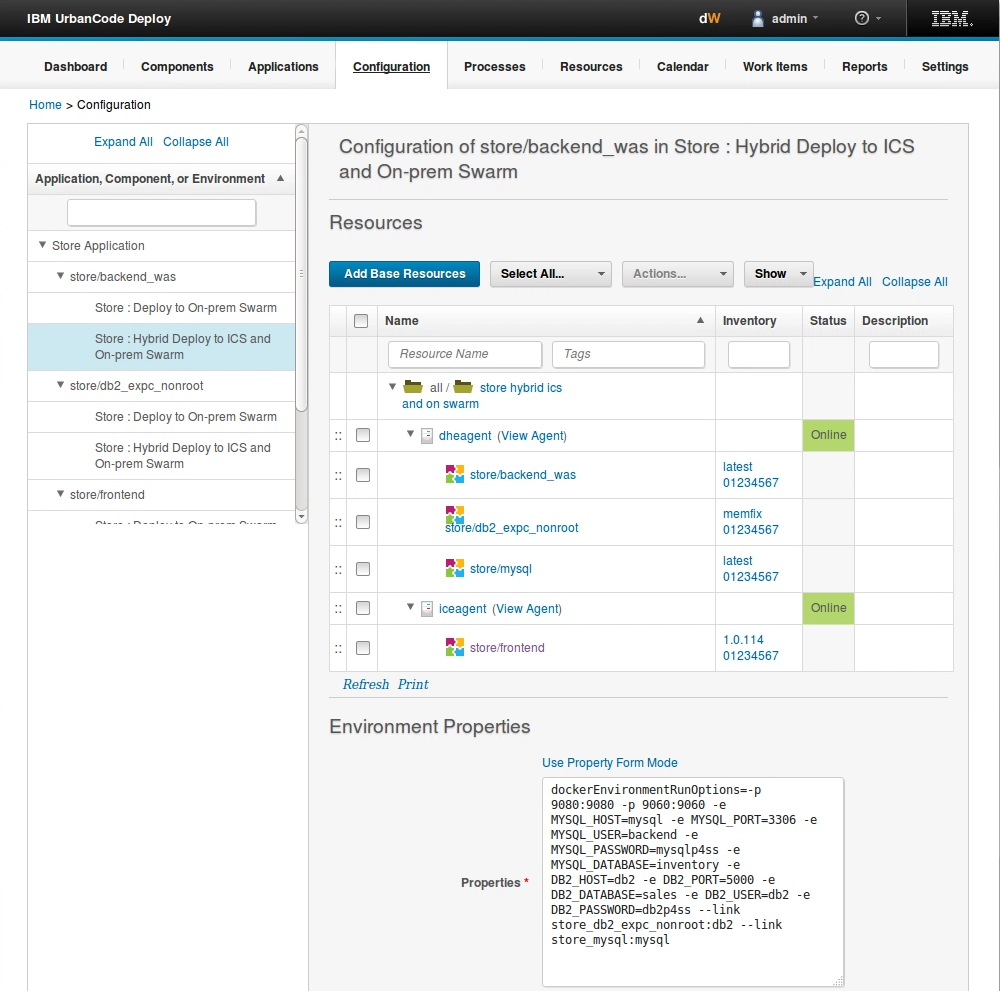 IBM UrbanCode Deploy
dW
admin
?
IBM.
Dashboard
Components
Applications
Configuration
Processes
Resources
Calendar
Work Items
Reports
Settings
Home > Configuration
Expand All Collapse All
Application, Component, or Environment
Store Application
store/backend_was
Store : Deploy to On-prem Swarm
Store : Hybrid Deploy to ICS and
On-prem Swarm
store/db2_expc_nonroot
Store : Deploy to On-prem Swarm
Store : Hybrid Deploy to ICS and
On-prem Swarm
store/frontend
Store : Deploy to On-prem Swarm
Configuration of store/backend_was in Store : Hybrid Deploy to ICS
and On-prem Swarm
Resources
Add Base Resources
Select All...
Actions...
Show
Expand All Collapse All
Name
Inventory
Status
Description
Resource Name
Tags
all / store hybrid ics
and on swarm
:: dheagent (View Agent) Online
:: store/backend_was latest
01234567
:: store/db2_expc_nonroot memfix
01234567
:: store/mysql latest
01234567
:: iceagent (View Agent) Online
:: store/frontend 1.0.114
01234567
Refresh Print
Environment Properties
Use Property Form Mode
Properties *
dockerEnvironmentRunOptions=-p
9080:9080 -p 9060:9060 -e
MYSQL_HOST=mysql -e MYSQL_PORT=3306 -e
MYSQL_USER=backend -e
MYSQL_PASSWORD=mysqlp4ss -e
MYSQL_DATABASE=inventory -e
DB2_HOST=db2 -e DB2_PORT=5000 -e
DB2_DATABASE=sales -e DB2_USER=db2 -e
DB2_PASSWORD=db2p4ss --link
store_db2_expc_nonroot:db2 --link
store_mysql:mysql